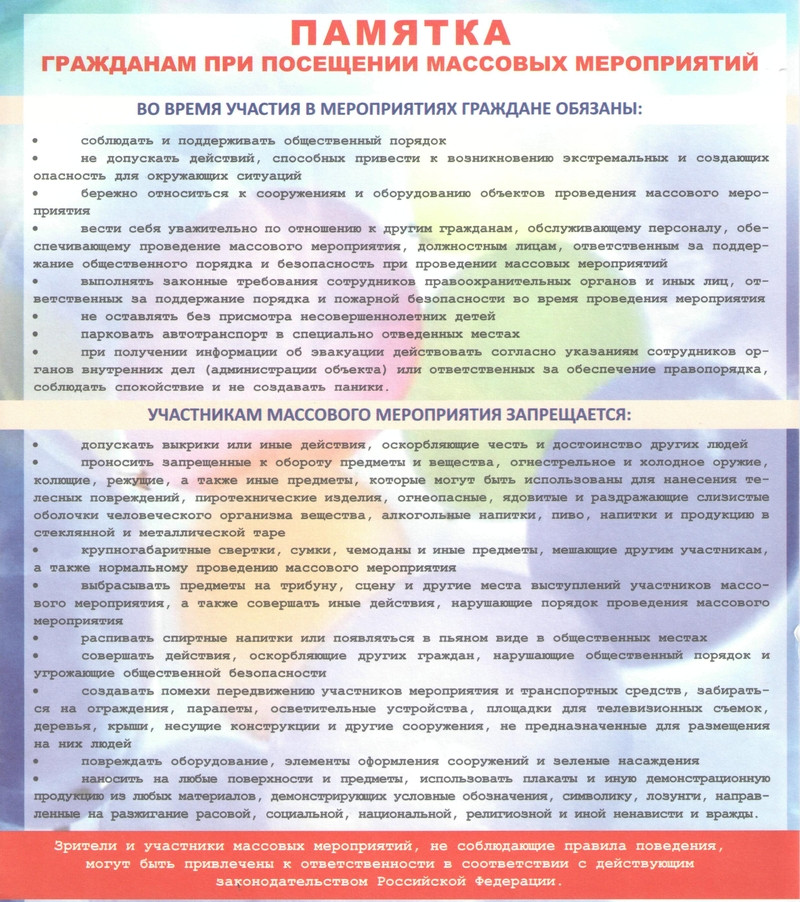 ПАМЯТКА
ГРАЖДАНАМ ПРИ ПОСЕЩЕНИИ МАССОВЫХ МЕРОПРИЯТИЙ
ВО ВРЕМЯ УЧАСТИЯ В МЕРОПРИЯТИЯХ ГРАЖДАНЕ ОБЯЗАНЫ:
• соблюдать и поддерживать общественный порядок
• не допускать действий, способных привести к возникновению экстремальных и создающих
опасность для окружающих ситуаций
• бережно относиться к сооружениям и оборудованию объектов проведения массового меро-
приятия
• вести себя уважительно по отношению к другим гражданам, обслуживающему персоналу, обе-
спечивающему проведение массового мероприятия, должностным лицам, ответственным за поддер-
жание общественного порядка и безопасность при проведении массовых мероприятий
• выполнять законные требования сотрудников правоохранительных органов и иных лиц, от-
ветственных за поддержание порядка и пожарной безопасности во время проведения мероприятия
• не оставлять без присмотра несовершеннолетних детей
• парковать автотранспорт в специально отведенных местах
• при получении информации об эвакуации действовать согласно указаниям сотрудников ор-
ганов внутренних дел (администрации объекта) или ответственных за обеспечение правопорядка,
соблюдать спокойствие и не создавать паники.
УЧАСТНИКАМ МАССОВОГО МЕРОПРИЯТИЯ ЗАПРЕЩАЕТСЯ:
• допускать выкрики или иные действия, оскорбляющие честь и достоинство других людей
• проносить запрещенные к обороту предметы и вещества, огнестрельное и холодное оружие,
колющие, режущие, а также иные предметы, которые могут быть использованы для нанесения те-
лесных повреждений, пиротехнические изделия, огнеопасные, ядовитые и раздражающие слизистые
оболочки человеческого организма вещества, алкогольные напитки, пиво, напитки и продукцию в
стеклянной и металлической таре
• крупногабаритные свертки, сумки, чемоданы и иные предметы, мешающие другим участникам,
а также нормальному проведению массового мероприятия
• выбрасывать предметы на трибуну, сцену и другие места выступлений участников массо-
вого мероприятия, а также совершать иные действия, нарушающие порядок проведения массового
мероприятия
• распивать спиртные напитки или появляться в пьяном виде в общественных местах
• совершать действия, оскорбляющие других граждан, нарушающие общественный порядок и
угрожающие общественной безопасности
• создавать помехи передвижению участников мероприятия и транспортных средств, забирать-
ся на ограждения, парапеты, осветительные устройства, площадки для телевизионных съемок,
деревья, крыши, несущие конструкции и другие сооружения, не предназначенные для размещения
на них людей
• повреждать оборудование, элементы оформления сооружений и зеленые насаждения
• наносить на любые поверхности и предметы, использовать плакаты и иную демонстрационную
продукцию из любых материалов, демонстрирующих условные обозначения, символику, лозунги, направ-
ленные на разжигание расовой, социальной, национальной, религиозной и иной ненависти и вражды.
Зрители и участники массовых мероприятий, не соблюдающие правила поведения,
могут быть привлечены к ответственности в соответствии с действующим
законодательством Российской Федерации.